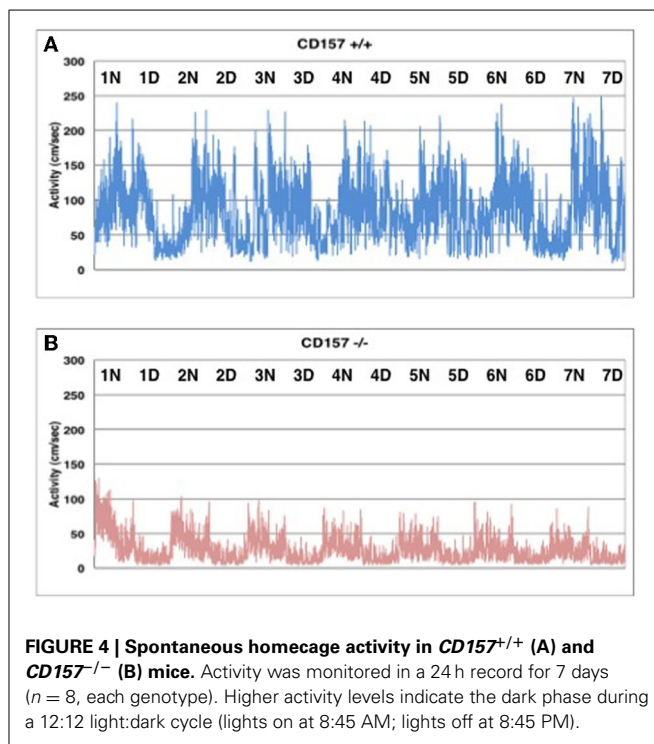 A
CD157 +/+
300
1N 1D 2N 2D 3N 3D 4N 4D 5N 5D 6N 6D 7N 7D
250
200
150
100
50
0
Activity (cm/sec)
B
CD157 -/-
300
1N 1D 2N 2D 3N 3D 4N 4D 5N 5D 6N 6D 7N 7D
250
200
150
100
50
0
Activity (cm/sec)
FIGURE 4 | Spontaneous homecage activity in CD157+/+ (A) and
CD157−/− (B) mice. Activity was monitored in a 24 h record for 7 days
(n = 8, each genotype). Higher activity levels indicate the dark phase during
a 12:12 light:dark cycle (lights on at 8:45 AM; lights off at 8:45 PM).